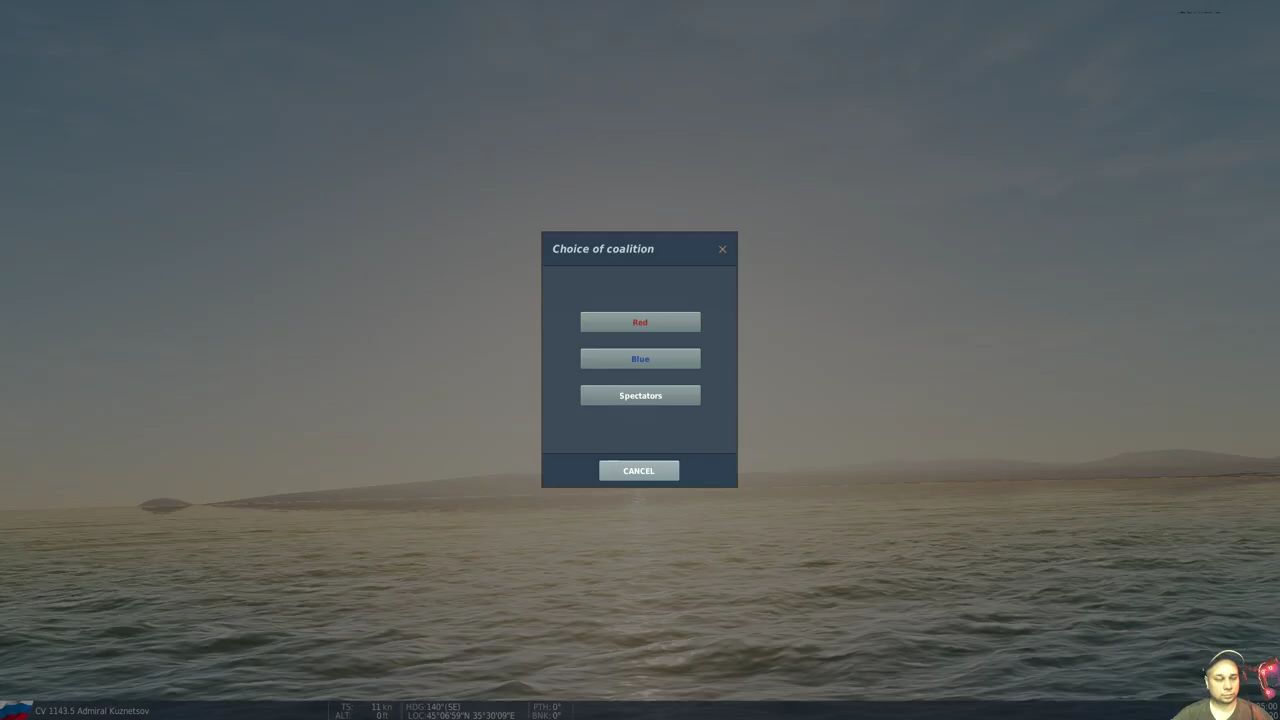 Choice of coalition
Red
Blue
Spectators
CANCEL
CV 1143.5 Admiral Kuznetsov
TS: 11 kn HDG:140°(SE) PTH: 0°
ALT: 0 ft LOC:45°06'59"N 35°30'09"E BNK: 0°